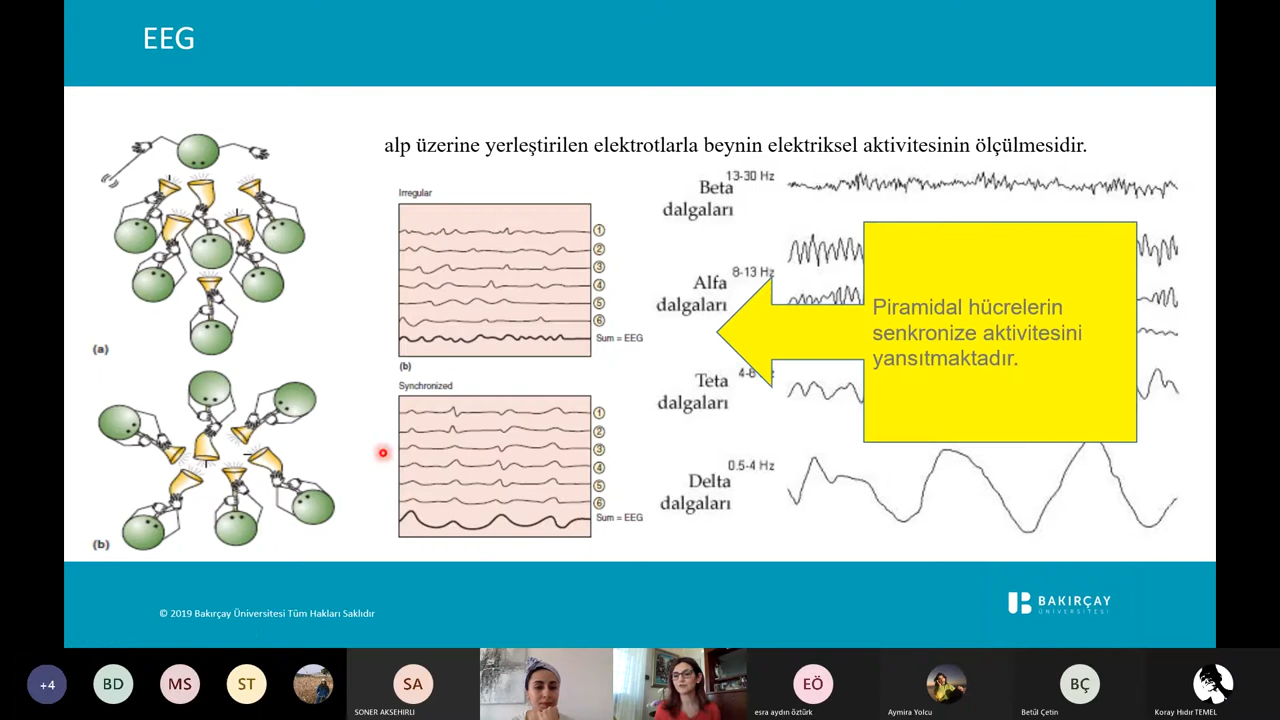 EEG
alp üzerine yerleştirilen elektrotlarla beynin elektriksel aktivitesinin ölçülmesidir.
(a)
(b)
Irregular
1
2
3
4
5
6
Sum = EEG
(b)
Synchronized
1
2
3
4
5
6
Sum = EEG
13-30 Hz
Beta
dalgaları
8-13 Hz
Alfa
dalgaları
Teta
dalgaları
0.5-4 Hz
Delta
dalgaları
Piramidal hücrelerin
senkronize aktivitesini
yansıtmaktadır.
© 2019 Bakırçay Üniversitesi Tüm Hakları Saklıdır
BAKIRÇAY
ÜNİVERSİTESİ
+4
BD
MS
ST
SA
SONER AKSEHIRLI
EÖ
esra aydın öztürk
Aymira Yolcu
BÇ
Betül Çetin
Koray Hıdır TEMEL